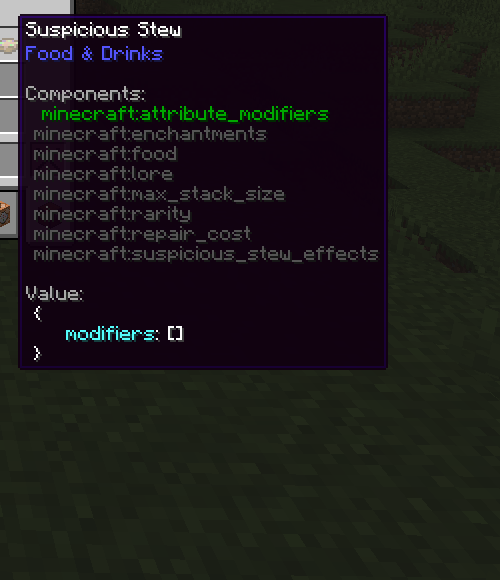 Suspicious Stew
Food & Drinks
Components:
minecraft:attribute_modifiers
minecraft:enchantments
minecraft:food
minecraft:lore
minecraft:max_stack_size
minecraft:rarity
minecraft:repair_cost
minecraft:suspicious_stew_effects
Value:
{
modifiers: []
}